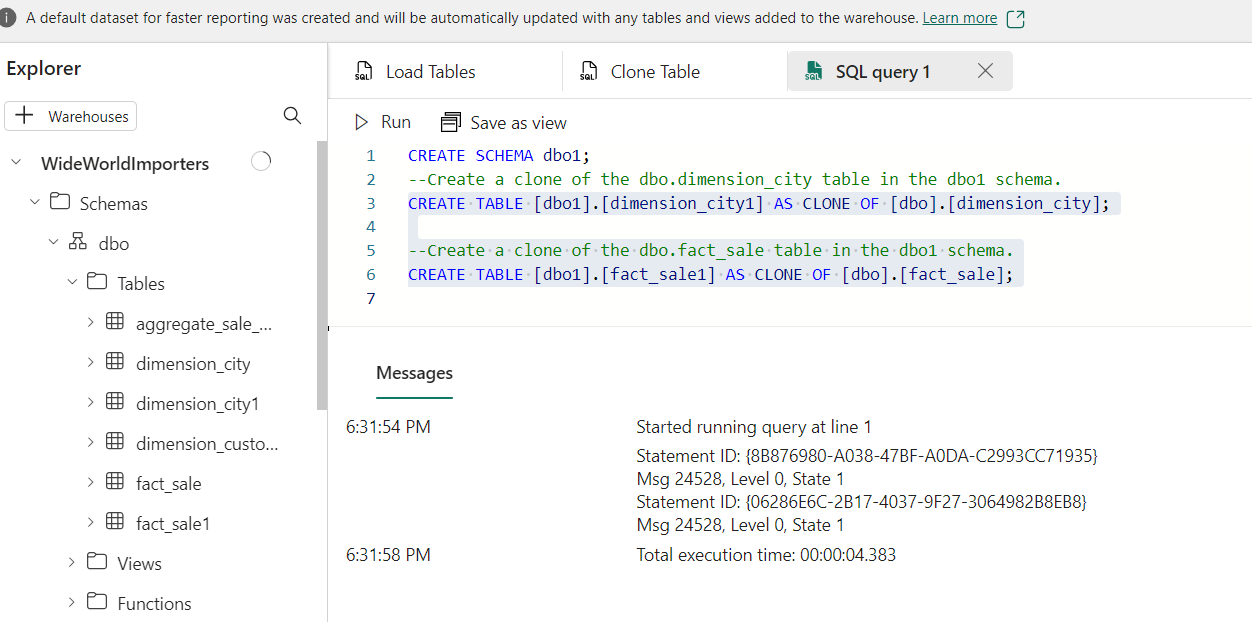 A default dataset for faster reporting was created and will be automatically updated with any tables and views added to the warehouse. Learn more
Explorer
Warehouses
WideWorldImporters
Schemas
dbo
Tables
aggregate_sale_...
dimension_city
dimension_city1
dimension_custo...
fact_sale
fact_sale1
Views
Functions
Load Tables
Clone Table
SQL query 1
Run
Save as view
1 CREATE SCHEMA dbo1;
2 --Create a clone of the dbo.dimension_city table in the dbo1 schema.
3 CREATE TABLE [dbo1].[dimension_city1] AS CLONE OF [dbo].[dimension_city];
4
5 --Create a clone of the dbo.fact_sale table in the dbo1 schema.
6 CREATE TABLE [dbo1].[fact_sale1] AS CLONE OF [dbo].[fact_sale];
7
Messages
6:31:54 PM Started running query at line 1
Statement ID: {8B876980-A038-47BF-A0DA-C2993CC71935}
Msg 24528, Level 0, State 1
Statement ID: {06286E6C-2B17-4037-9F27-3064982B8EB8}
Msg 24528, Level 0, State 1
6:31:58 PM Total execution time: 00:00:04.383